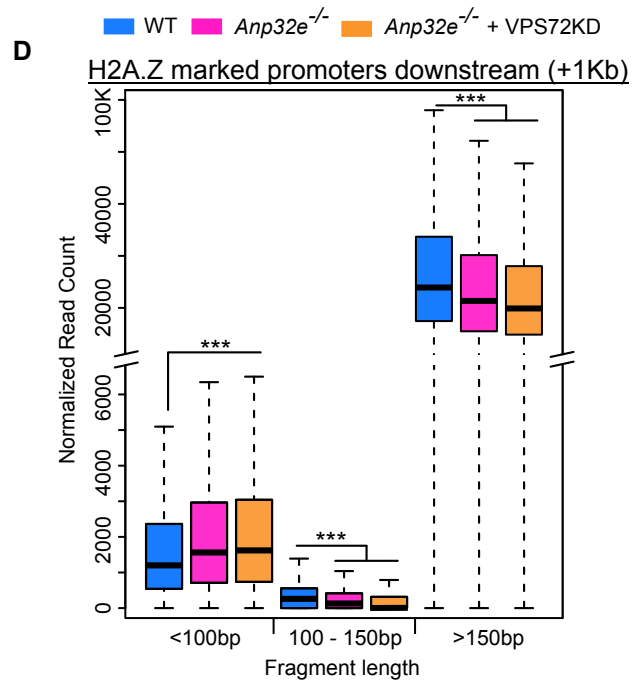 WT Anp32e-/- Anp32e-/- + VPS72KD
D
H2A.Z marked promoters downstream (+1Kb)
100K
40000
20000
6000
4000
2000
0
Normalized Read Count
***
***
***
<100bp 100 - 150bp >150bp
Fragment length